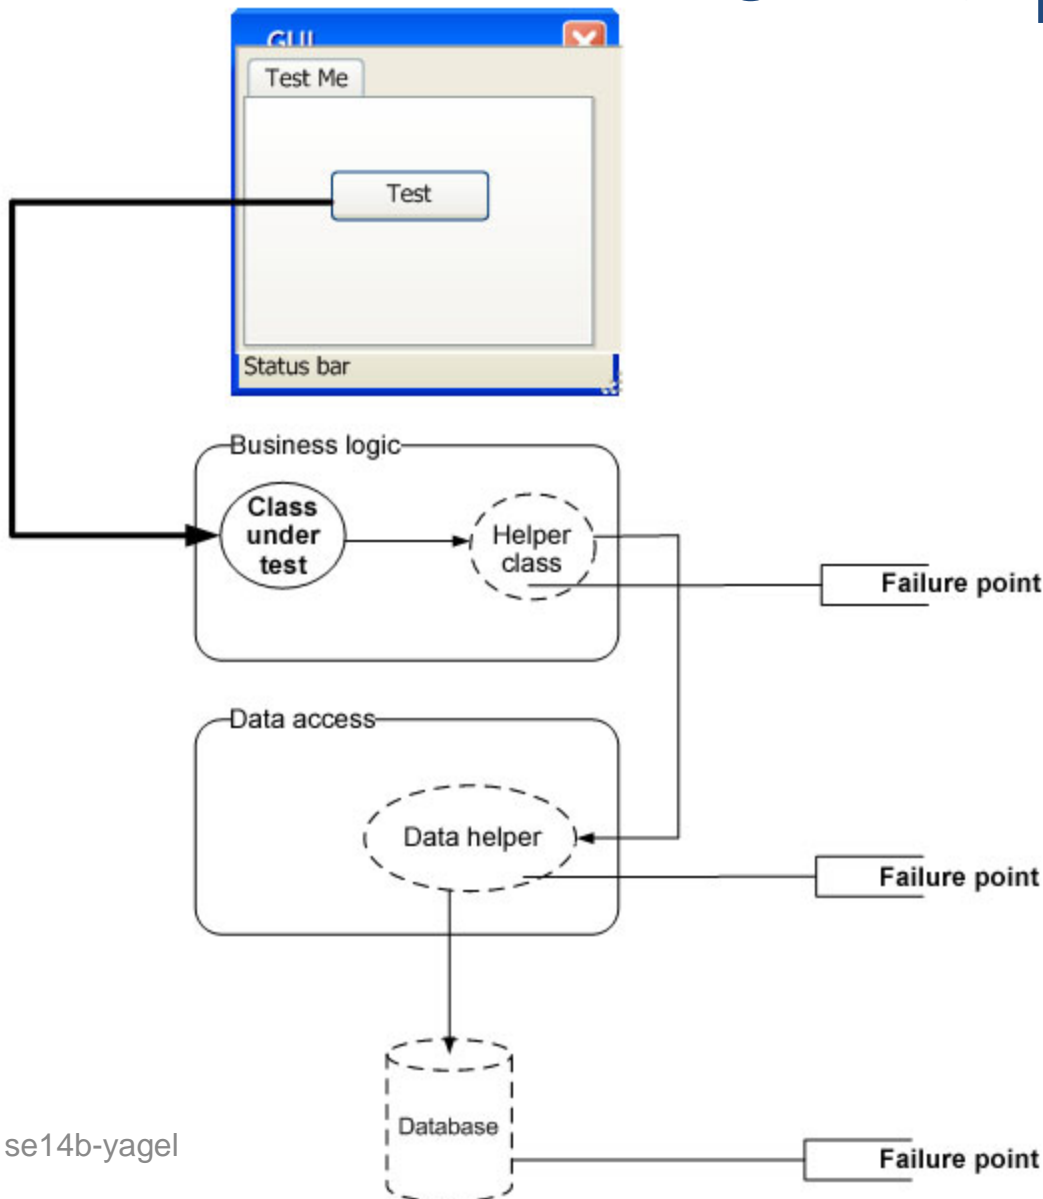 GUI
Test Me
Test
Status bar
Business logic
Class
under
test
Helper
class
Failure point
Data access
Data helper
Failure point
Database
se14b-yagel
Failure point